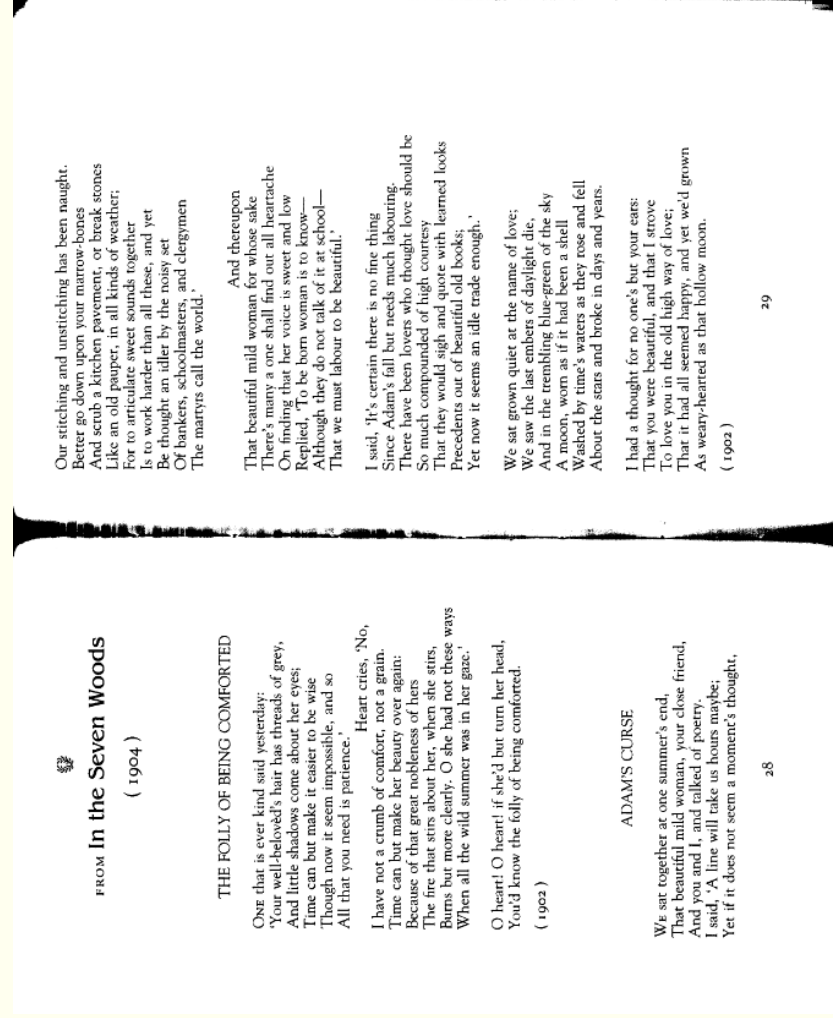 FROM In the Seven Woods
( 1904 )
THE FOLLY OF BEING COMFORTED
ONE that is ever kind said yesterday:
'Your well-belovèd's hair has threads of grey,
And little shadows come about her eyes;
Time can but make it easier to be wise
Though now it seem impossible, and so
All that you need is patience.'
Heart cries, 'No,
I have not a crumb of comfort, not a grain.
Time can but make her beauty over again:
Because of that great nobleness of hers
The fire that stirs about her, when she stirs,
Burns but more clearly. O she had not these ways
When all the wild summer was in her gaze.'
O heart! O heart! if she'd but turn her head,
You'd know the folly of being comforted.
( 1902 )
ADAM'S CURSE
WE sat together at one summer's end,
That beautiful mild woman, your close friend,
And you and I, and talked of poetry.
I said, 'A line will take us hours maybe;
Yet if it does not seem a moment's thought,
28
Our stitching and unstitching has been naught.
Better go down upon your marrow-bones
And scrub a kitchen pavement, or break stones
Like an old pauper, in all kinds of weather;
For to articulate sweet sounds together
Is to work harder than all these, and yet
Be thought an idler by the noisy set
Of bankers, schoolmasters, and clergymen
The martyrs call the world.'
And thereupon
That beautiful mild woman for whose sake
There's many a one shall find out all heartache
On finding that her voice is sweet and low
Replied, 'To be born woman is to know—
Although they do not talk of it at school—
That we must labour to be beautiful.'
I said, 'It's certain there is no fine thing
Since Adam's fall but needs much labouring.
There have been lovers who thought love should be
So much compounded of high courtesy
That they would sigh and quote with learned looks
Precedents out of beautiful old books;
Yet now it seems an idle trade enough.'
We sat grown quiet at the name of love;
We saw the last embers of daylight die,
And in the trembling blue-green of the sky
A moon, worn as if it had been a shell
Washed by time's waters as they rose and fell
About the stars and broke in days and years.
I had a thought for no one's but your ears:
That you were beautiful, and that I strove
To love you in the old high way of love;
That it had all seemed happy, and yet we'd grown
As weary-hearted as that hollow moon.
( 1902 )
29